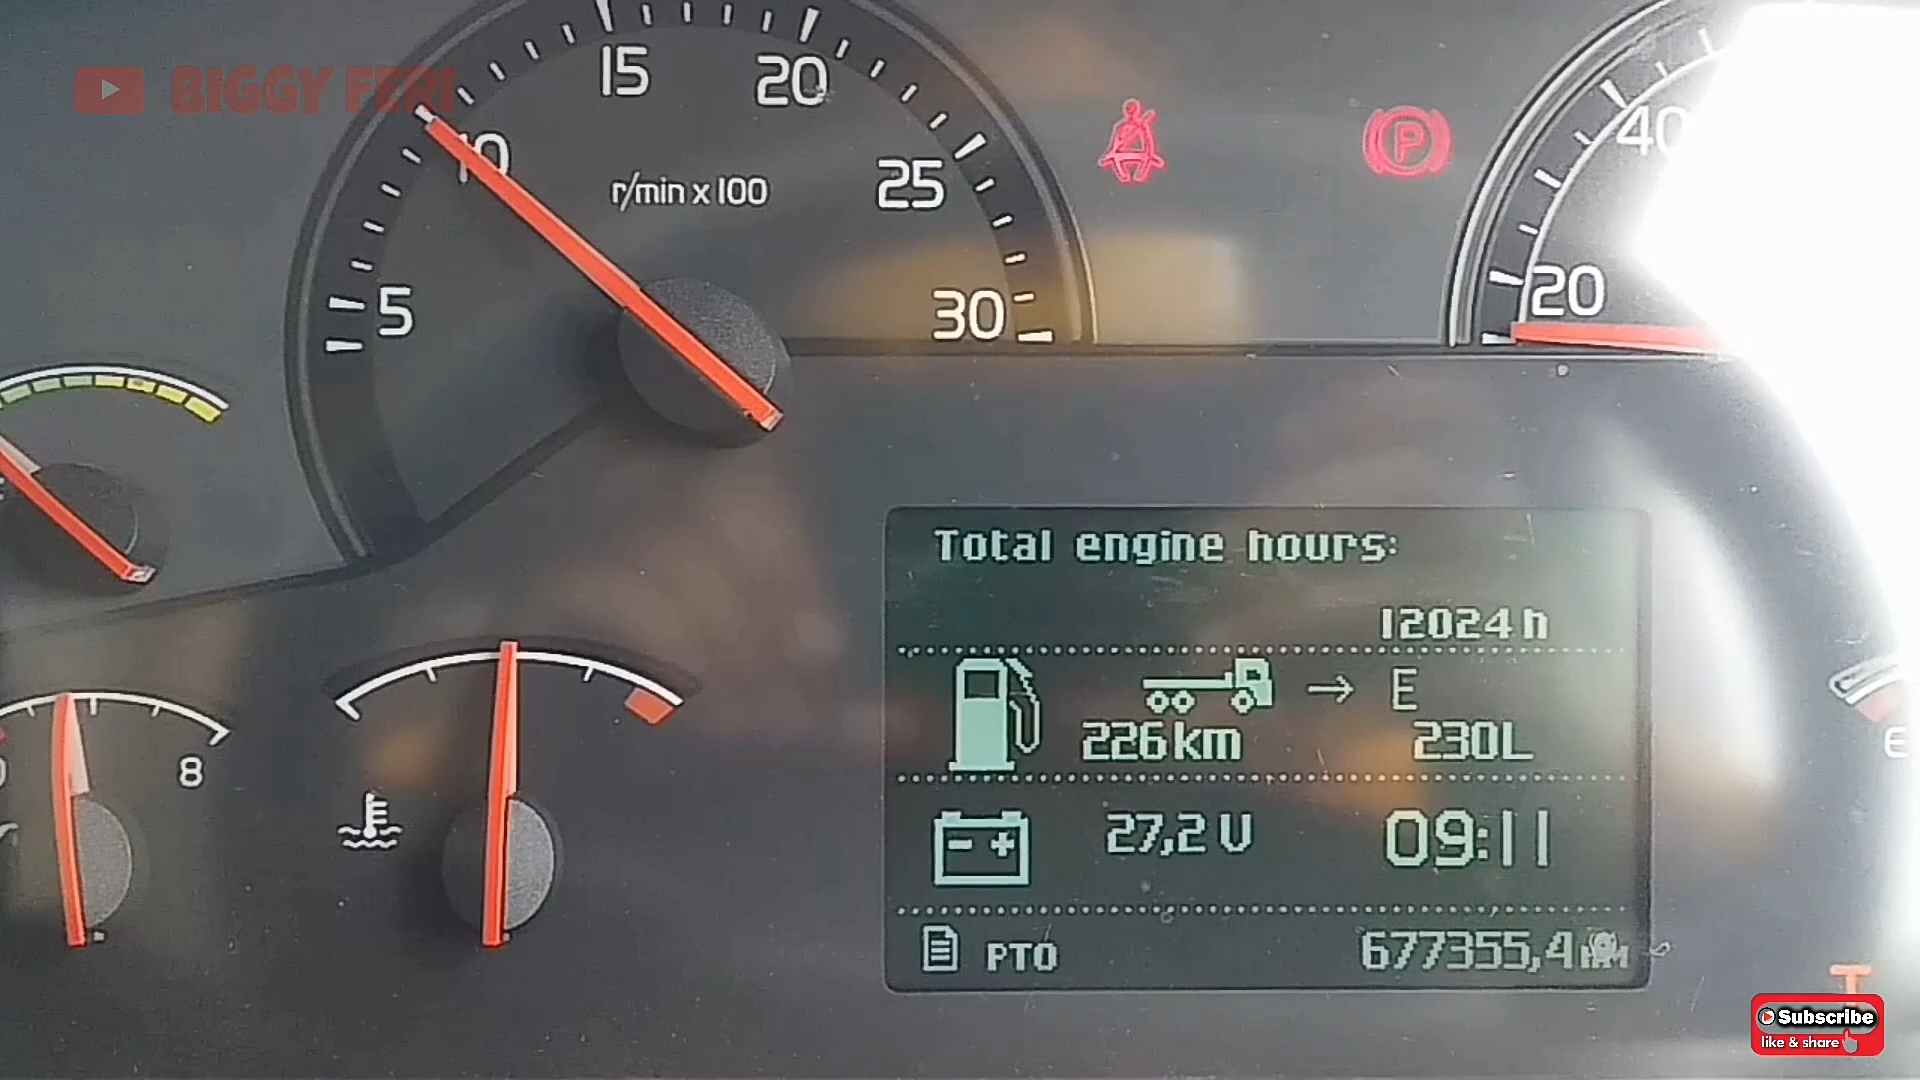 BIGGY FERI
15
20
10
25
5
30
r/min x 100
40
20
8
P
Total engine hours:
12024 h
E
226 km
230L
27,2 V
09:11
PTO
677355,4
Subscribe
like & share